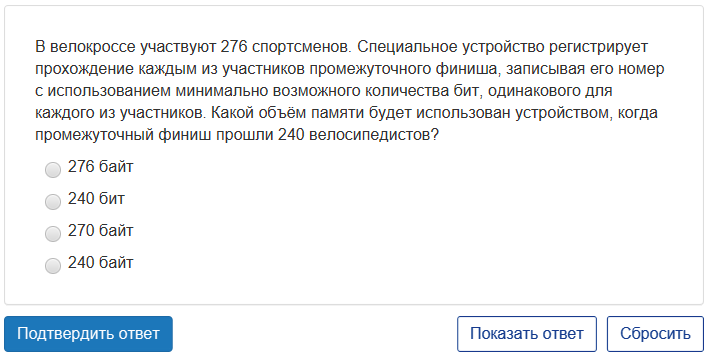 В велокроссе участвуют 276 спортсменов. Специальное устройство регистрирует
прохождение каждым из участников промежуточного финиша, записывая его номер
с использованием минимально возможного количества бит, одинакового для
каждого из участников. Какой объём памяти будет использован устройством, когда
промежуточный финиш прошли 240 велосипедистов?
276 байт
240 бит
270 байт
240 байт
Подтвердить ответ
Показать ответ
Сбросить